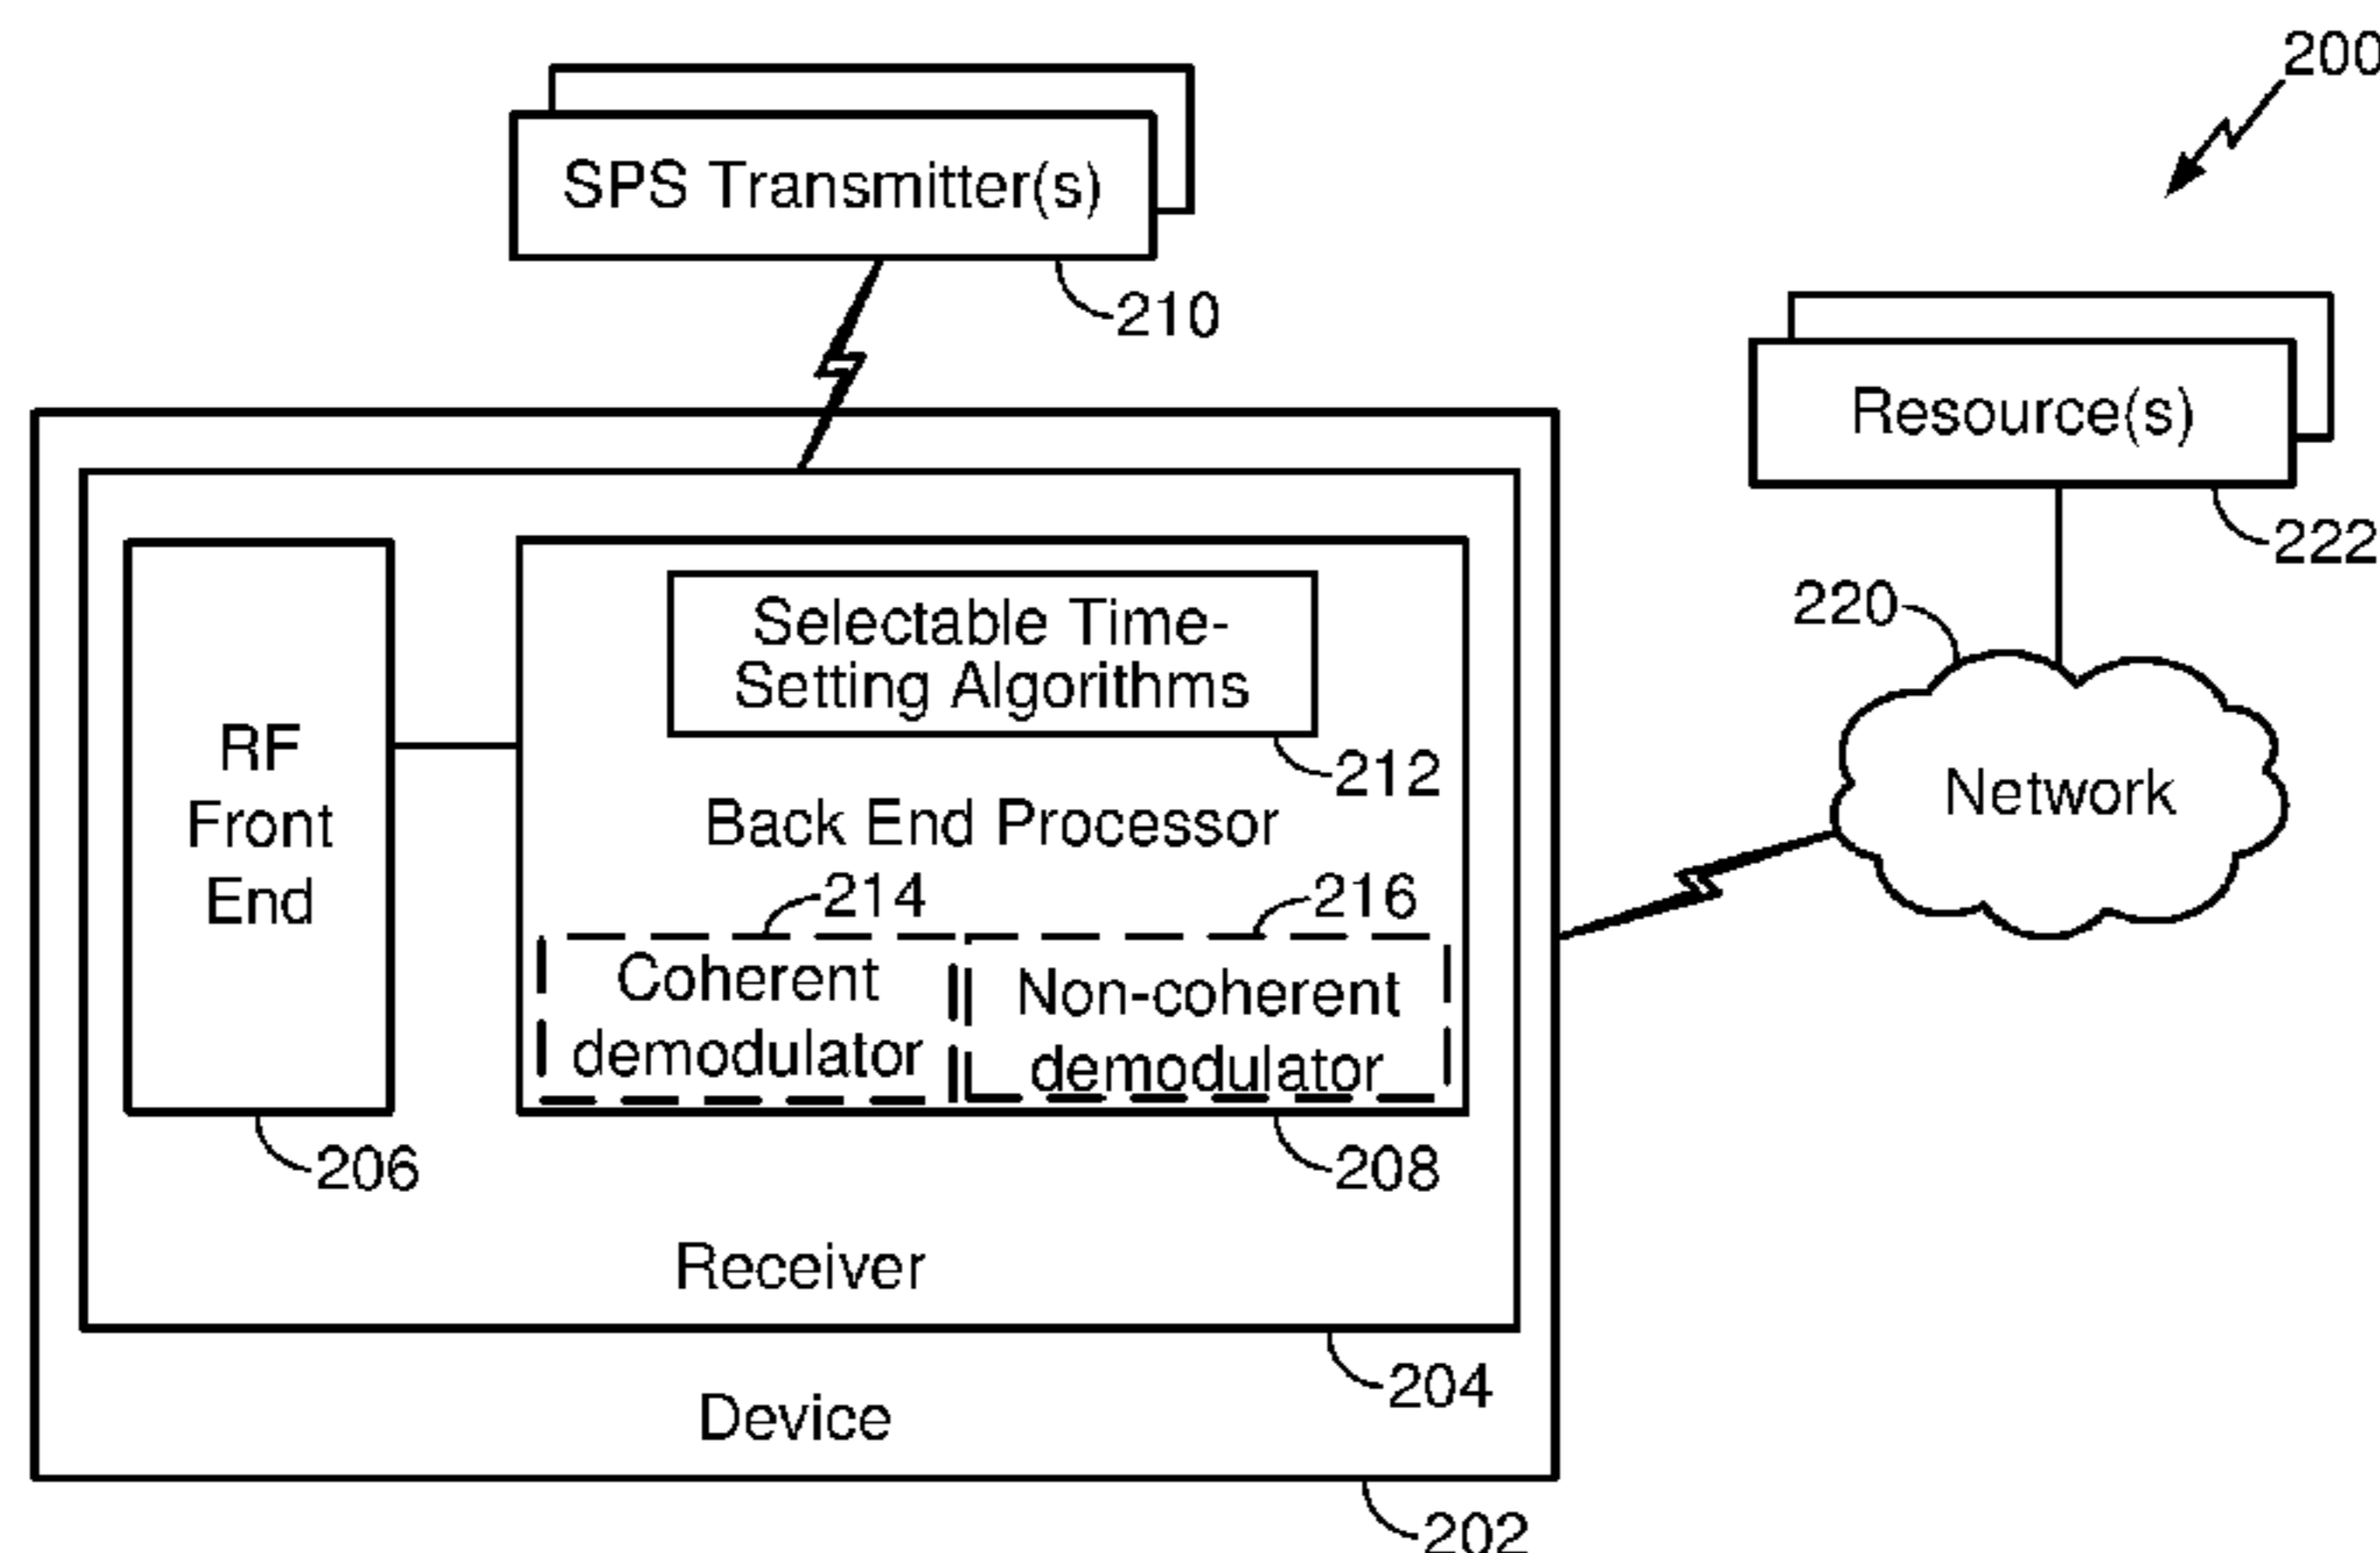 200
SPS Transmitter(s)
210
Resource(s)
222
220
Network
Selectable Time-
Setting Algorithms
212
RF
Front
End
Back End Processor
214
216
Coherent
demodulator
Non-coherent
demodulator
206
208
Receiver
204
Device
202